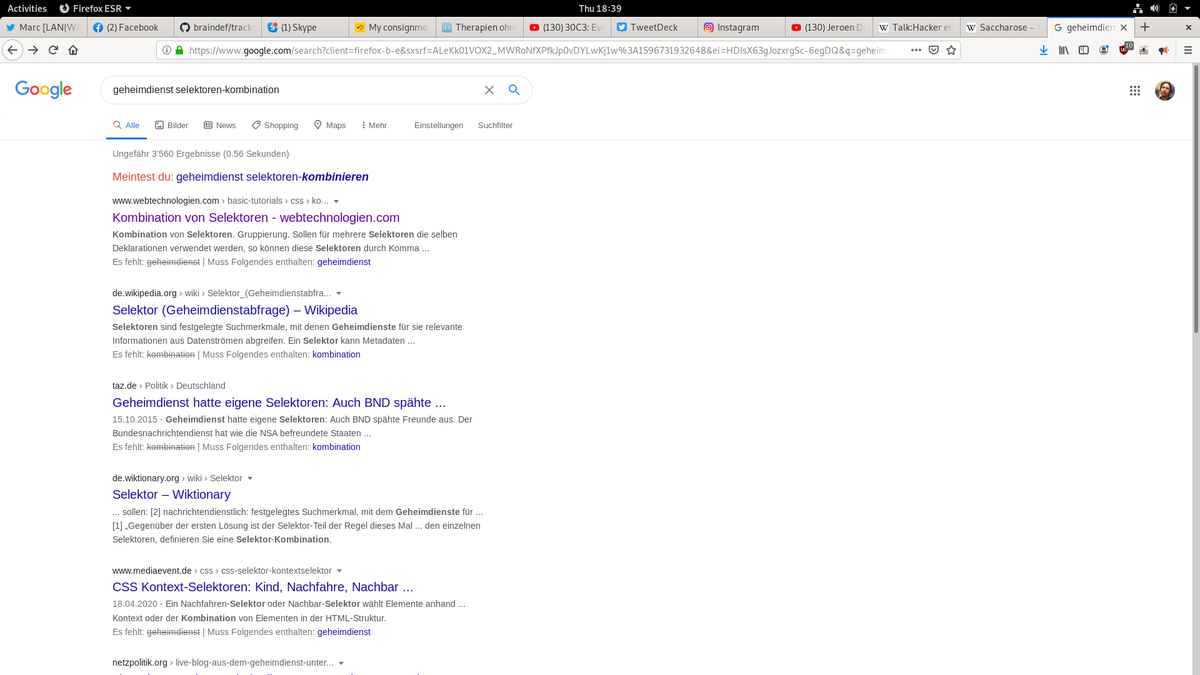 Activities Firefox ESR Thu 18:39
Marc [LAN|WA (2) Facebook braindef/track (1) Skype My consignme Therapien ohn (130) 30C3: Ev TweetDeck Instagram (130) Jeroen D Talk:Hacker et Saccharose – geheimdien
https://www.google.com/search?client=firefox-b-e&sxsrf=ALeKk01VOX2_MWRoNfXPfkJp0vDYLwKj1w%3A1596731932648&ei=HDIsX63gJozxrgSc-6egDQ&q=geheim 10
Google geheimdienst selektoren-kombination
Alle Bilder News Shopping Maps Mehr Einstellungen Suchfilter
Ungefähr 3'560 Ergebnisse (0.56 Sekunden)
Meintest du: geheimdienst selektoren-kombinieren
www.webtechnologien.com › basic-tutorials › css › ko...
Kombination von Selektoren - webtechnologien.com
Kombination von Selektoren. Gruppierung. Sollen für mehrere Selektoren die selben
Deklarationen verwendet werden, so können diese Selektoren durch Komma ...
Es fehlt: geheimdienst | Muss Folgendes enthalten: geheimdienst
de.wikipedia.org › wiki › Selektor_(Geheimdienstabfra...
Selektor (Geheimdienstabfrage) – Wikipedia
Selektoren sind festgelegte Suchmerkmale, mit denen Geheimdienste für sie relevante
Informationen aus Datenströmen abgreifen. Ein Selektor kann Metadaten ...
Es fehlt: kombination | Muss Folgendes enthalten: kombination
taz.de › Politik › Deutschland
Geheimdienst hatte eigene Selektoren: Auch BND spähte ...
15.10.2015 - Geheimdienst hatte eigene Selektoren: Auch BND spähte Freunde aus. Der
Bundesnachrichtendienst hat wie die NSA befreundete Staaten ...
Es fehlt: kombination | Muss Folgendes enthalten: kombination
de.wiktionary.org › wiki › Selektor
Selektor – Wiktionary
... sollen: [2] nachrichtendienstlich: festgelegtes Suchmerkmal, mit dem Geheimdienste für ...
[1] „Gegenüber der ersten Lösung ist der Selektor-Teil der Regel dieses Mal ... den einzelnen
Selektoren, definieren Sie eine Selektor-Kombination.
www.mediaevent.de › css › css-selektor-kontextselektor
CSS Kontext-Selektoren: Kind, Nachfahre, Nachbar ...
18.04.2020 - Ein Nachfahren-Selektor oder Nachbar-Selektor wählt Elemente anhand ...
Kontext oder der Kombination von Elementen in der HTML-Struktur.
Es fehlt: geheimdienst | Muss Folgendes enthalten: geheimdienst
netzpolitik.org › live-blog-aus-dem-geheimdienst-unter...